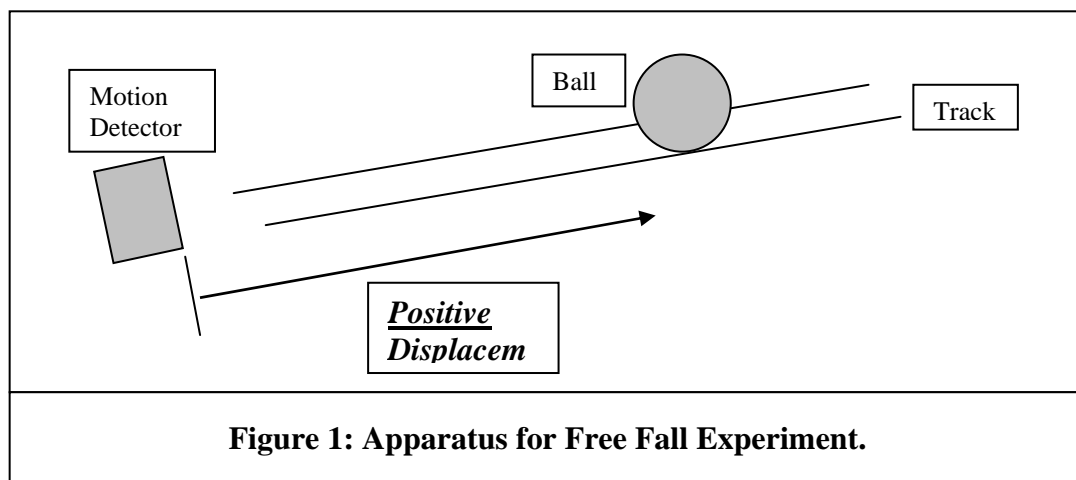 Motion
Detector
Ball
Track
Positive
Displacem
Figure 1: Apparatus for Free Fall Experiment.